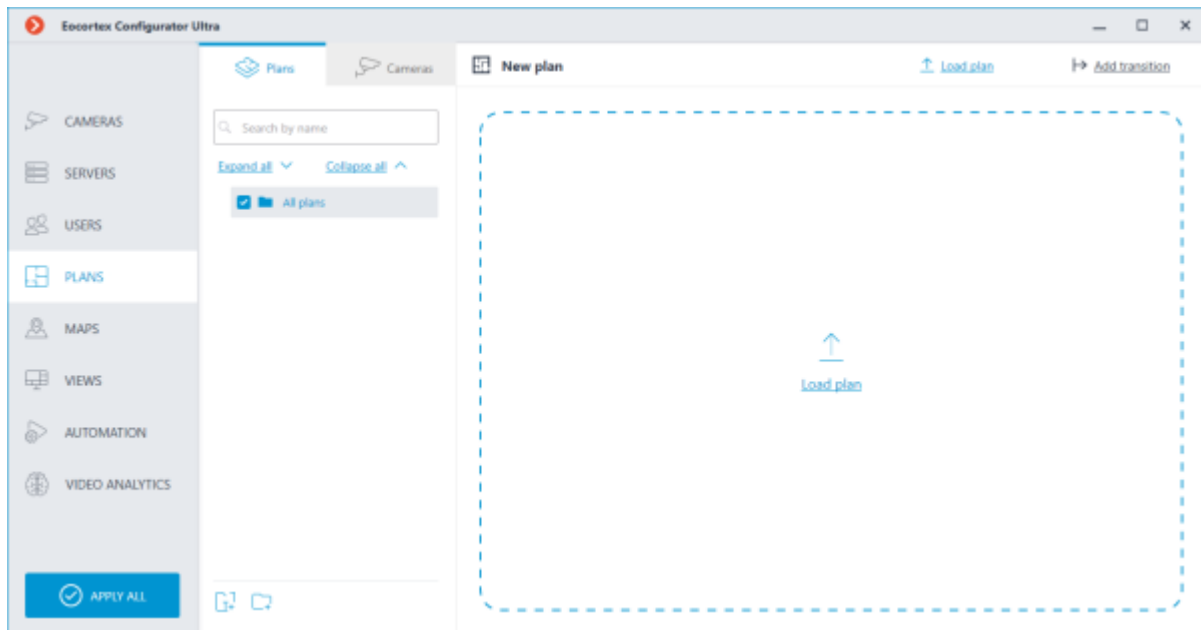 Eocortex Configurator Ultra
Plans
Cameras
New plan
Load plan
Add transition
CAMERAS
SERVERS
USERS
PLANS
MAPS
VIEWS
AUTOMATION
VIDEO ANALYTICS
APPLY ALL
Search by name
Expand all
Collapse all
All plans
Load plan